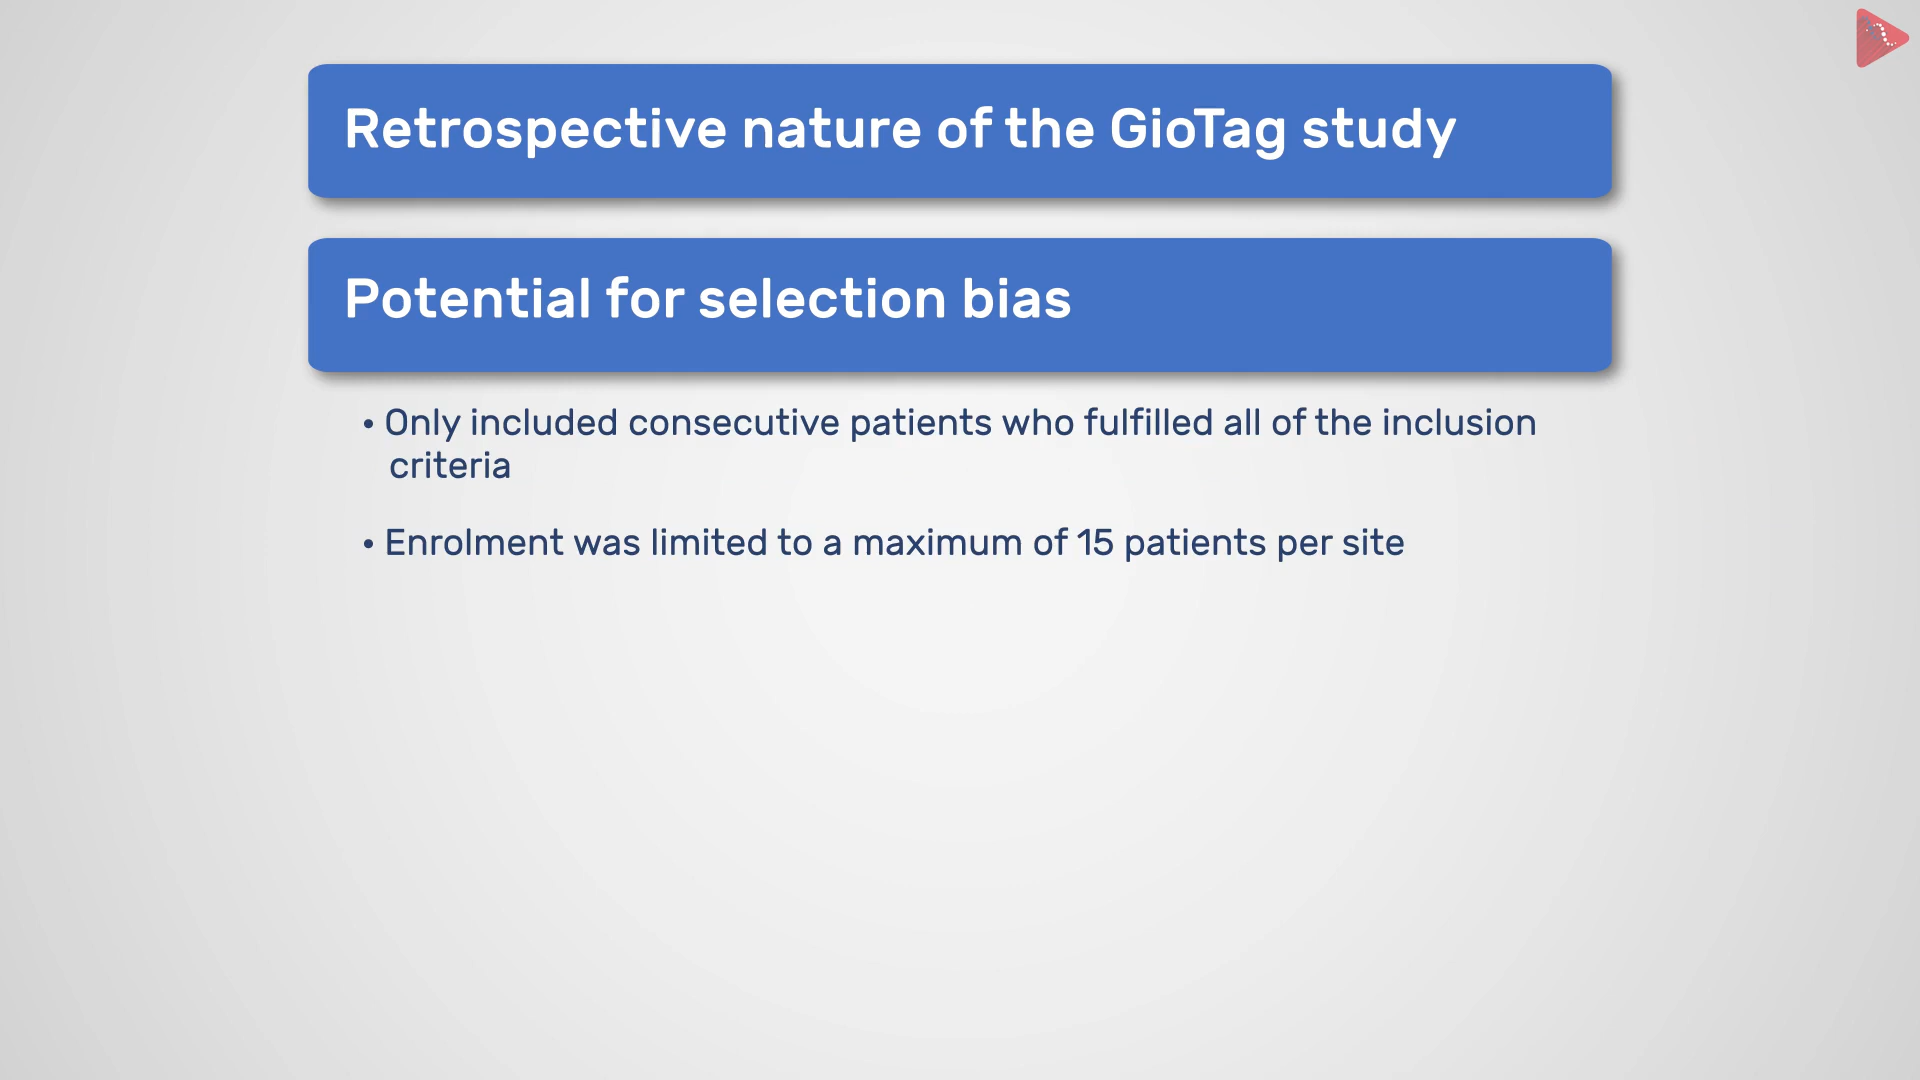 Retrospective nature of the GioTag study
Potential for selection bias
• Only included consecutive patients who fulfilled all of the inclusion
criteria
• Enrolment was limited to a maximum of 15 patients per site